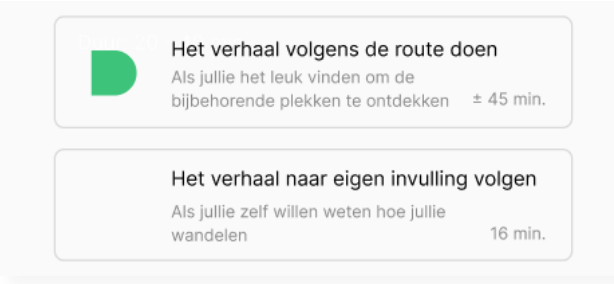 Het verhaal volgens de route doen
Als jullie het leuk vinden om de
bijbehorende plekken te ontdekken ± 45 min.
Het verhaal naar eigen invulling volgen
Als jullie zelf willen weten hoe jullie
wandelen 16 min.